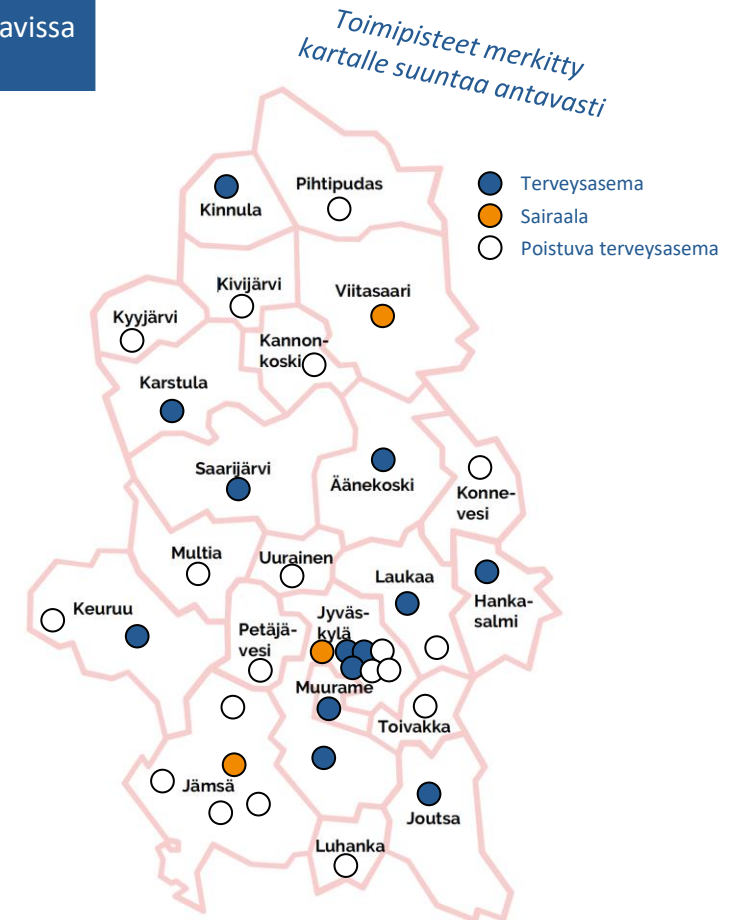 avissa
Toimipisteet merkitty
kartalle suuntaa antavasti
Terveysasema
Sairaala
Poistuva terveysasema
Pihtipudas
Kinnula
Kivijärvi
Viitasaari
Kyyjärvi
Kannon-
koski
Karstula
Saarijärvi
Äänekoski
Konne-
vesi
Multia
Uurainen
Laukaa
Hanka-
salmi
Keuruu
Petäjä-
vesi
Jyväs-
kylä
Muurame
Toivakka
Jämsä
Joutsa
Luhanka